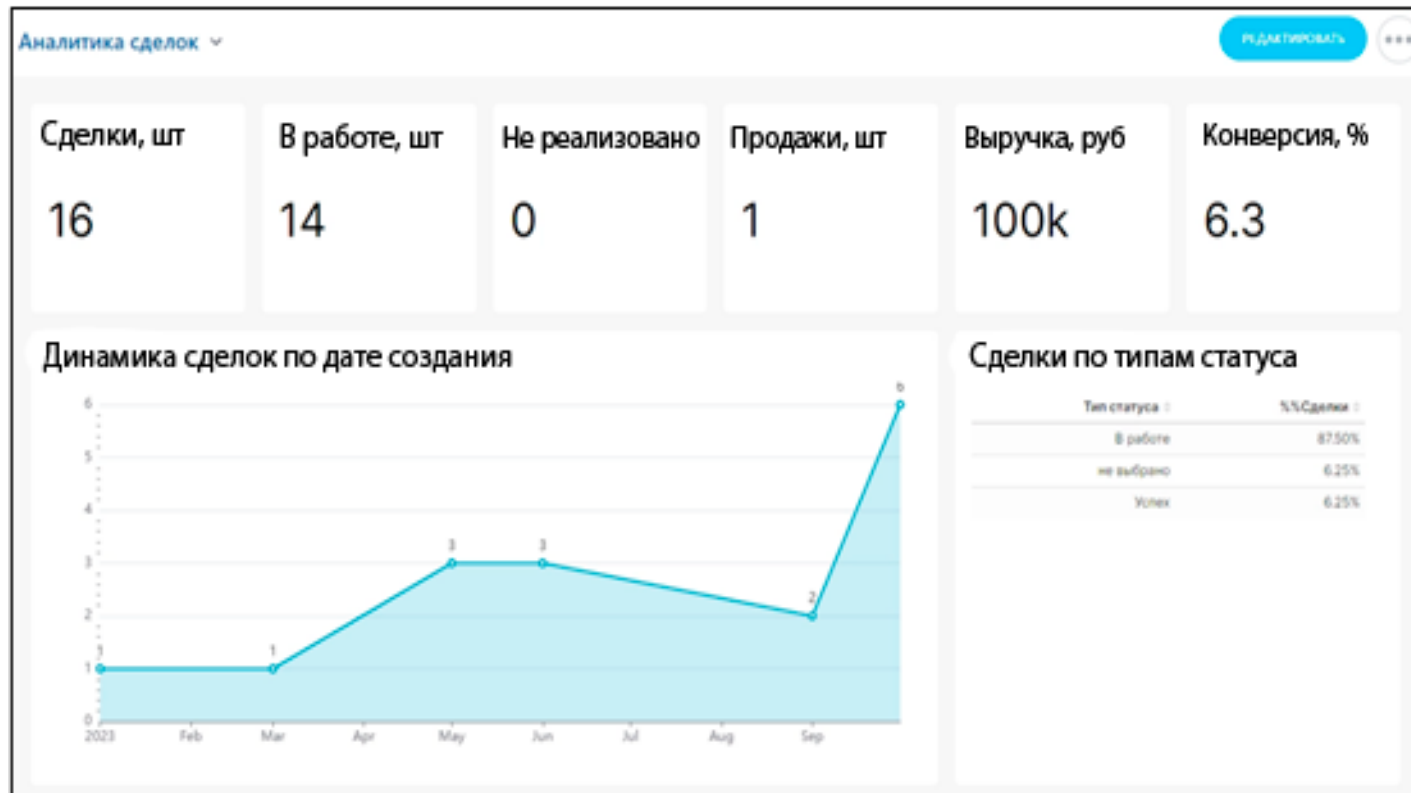 Аналитика сделок
РЕДАКТИРОВАТЬ
Сделки, шт
В работе, шт
Не реализовано
Продажи, шт
Выручка, руб
Конверсия, %
16
14
0
1
100k
6.3
Динамика сделок по дате создания
6
5
4
3
2
1
0
1
1
3
3
2
6
2023
Feb
Mar
Apr
May
Jun
Jul
Aug
Sep
Сделки по типам статуса
Тип статуса %%Сделки
В работе 87.50%
не выбрано 6.25%
Успех 6.25%